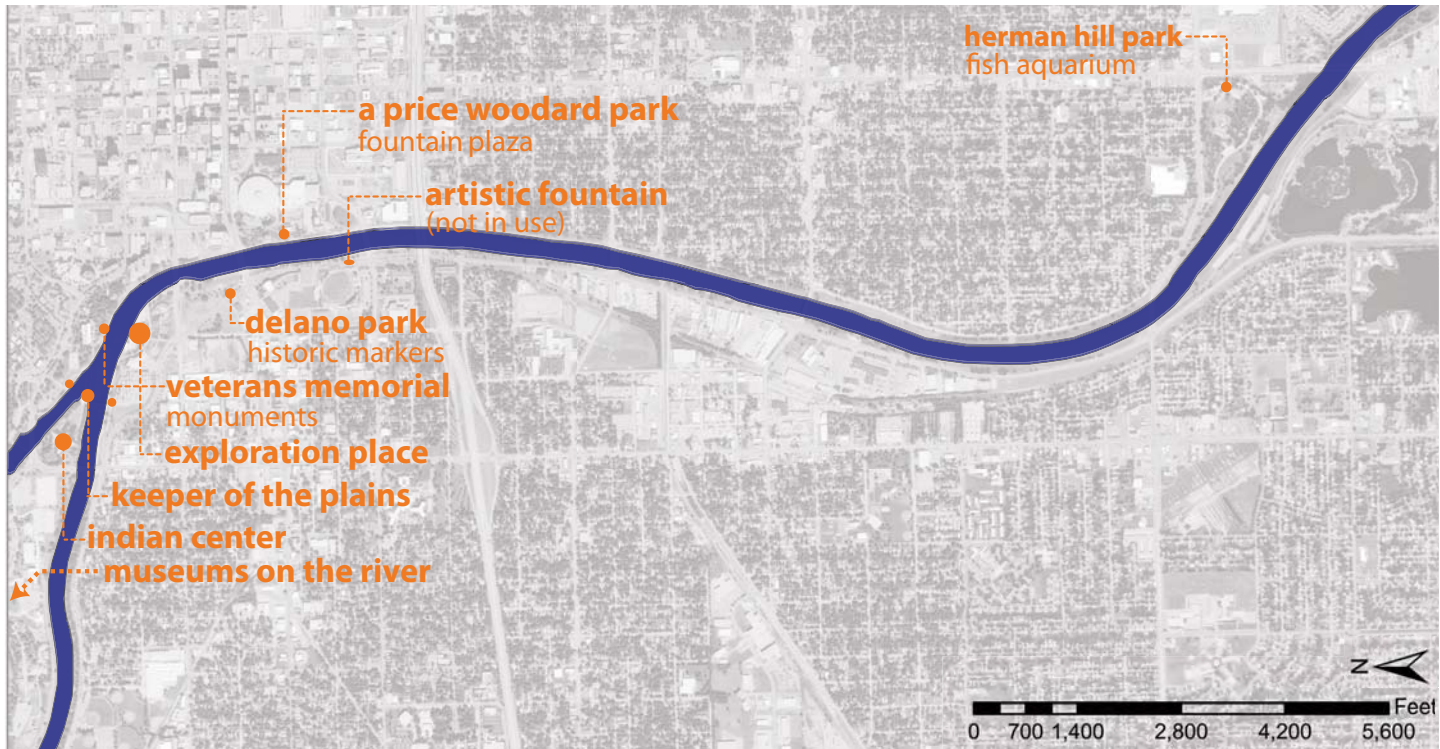 herman hill park
fish aquarium
a price woodard park
fountain plaza
artistic fountain
(not in use)
delano park
historic markers
veterans memorial
monuments
exploration place
keeper of the plains
indian center
museums on the river
N
Feet
0 700 1,400 2,800 4,200 5,600